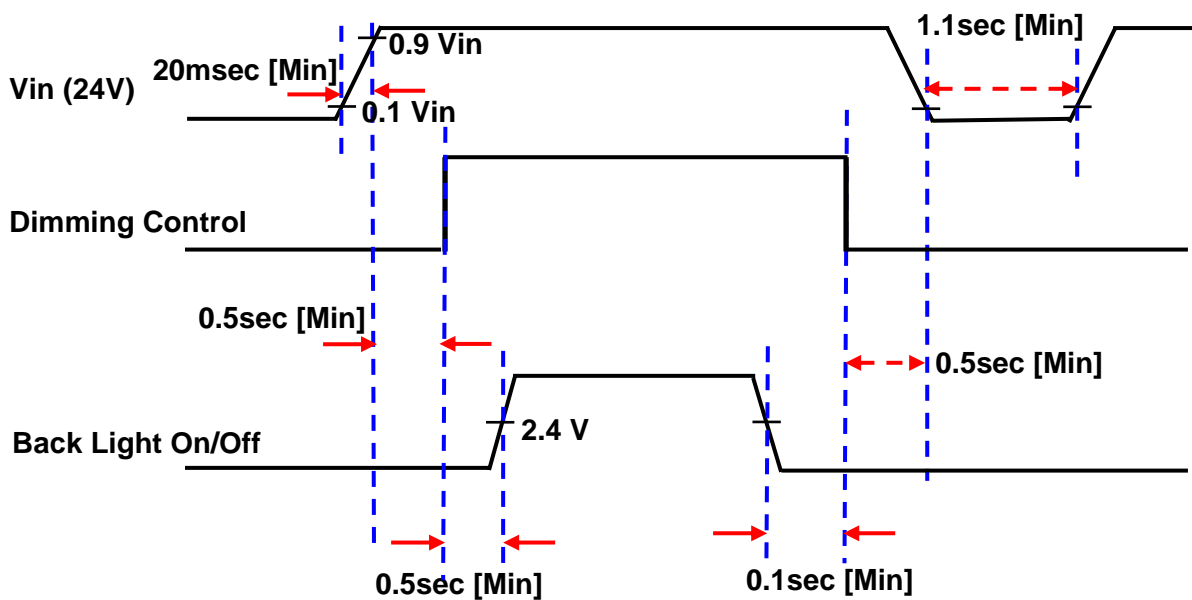 1.1sec [Min]
0.9 Vin
20msec [Min]
Vin (24V)
0.1 Vin
Dimming Control
0.5sec [Min]
0.5sec [Min]
2.4 V
Back Light On/Off
0.5sec [Min]
0.1sec [Min]